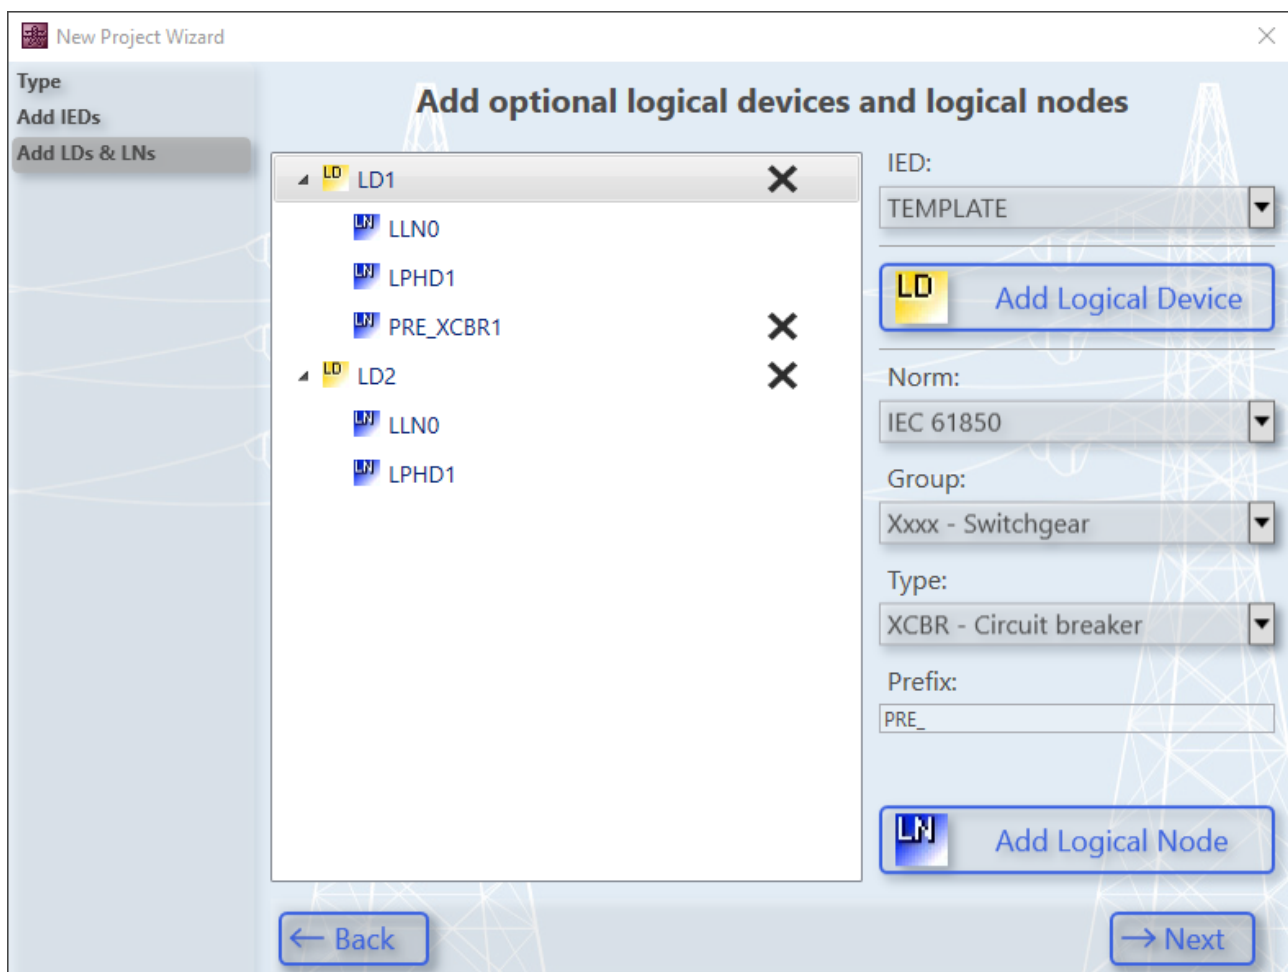 New Project Wizard
Type
Add IEDs
Add LDs & LNs
Add optional logical devices and logical nodes
LD LD1
LN LLN0
LN LPHD1
LN PRE_XCBR1
LD LD2
LN LLN0
LN LPHD1
IED:
TEMPLATE
LD Add Logical Device
Norm:
IEC 61850
Group:
Xxxx - Switchgear
Type:
XCBR - Circuit breaker
Prefix:
PRE_
LN Add Logical Node
← Back
→ Next